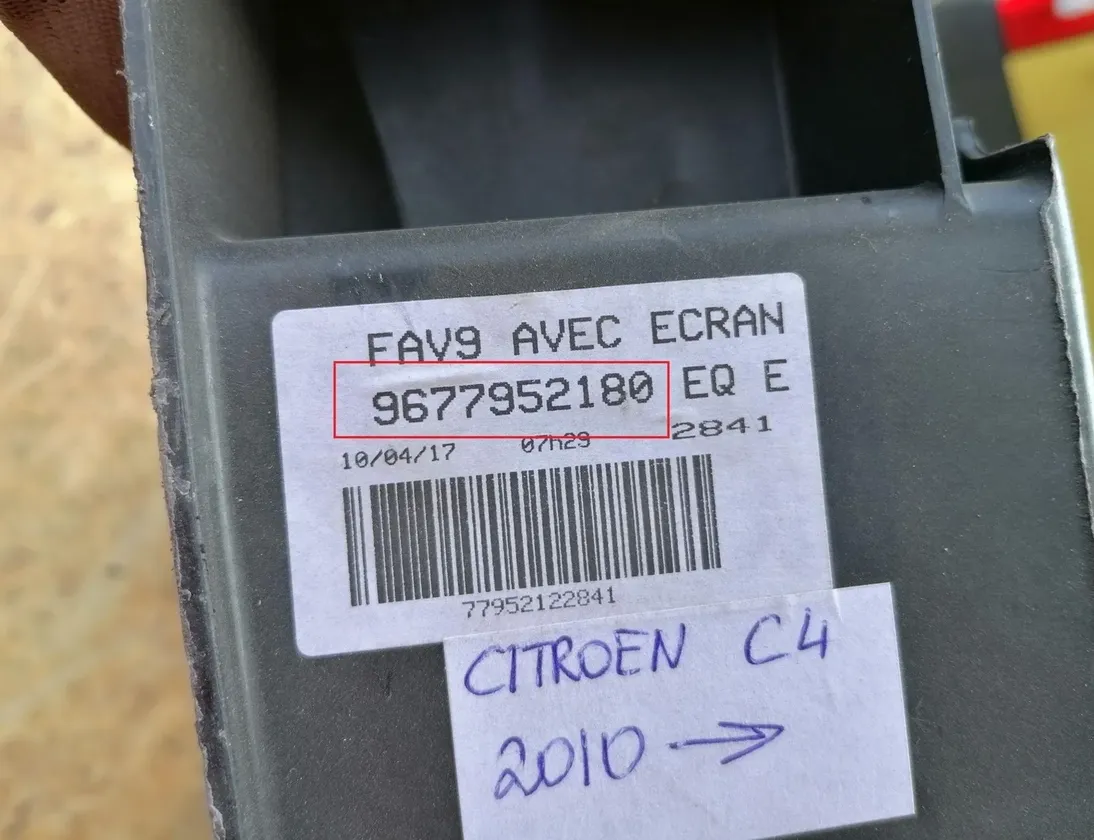 FAV9 AVEC ECRAN
9677952180 EQ E
10/04/17 07h29 2841
77952122841
CITROEN C4
2010 →